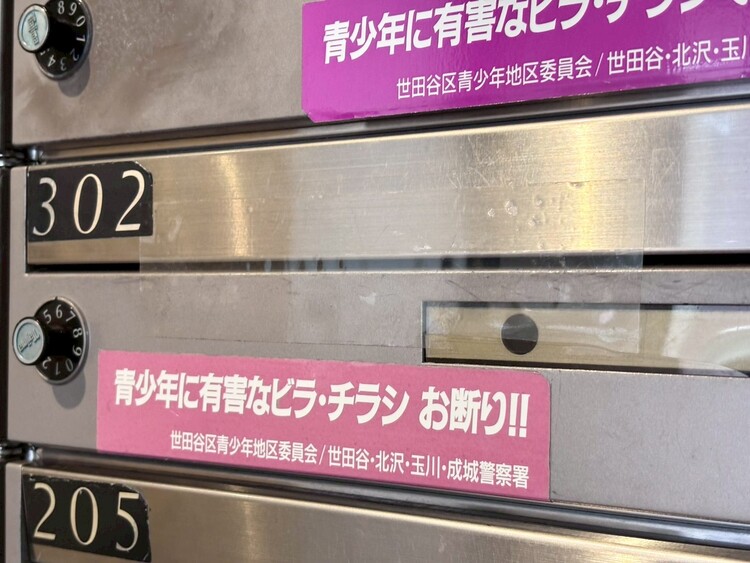 青少年に有害なビラ・チラシ
世田谷区青少年地区委員会/世田谷・北沢・玉川
302
青少年に有害なビラ・チラシ お断り!!
世田谷区青少年地区委員会/世田谷・北沢・玉川・成城警察署
205